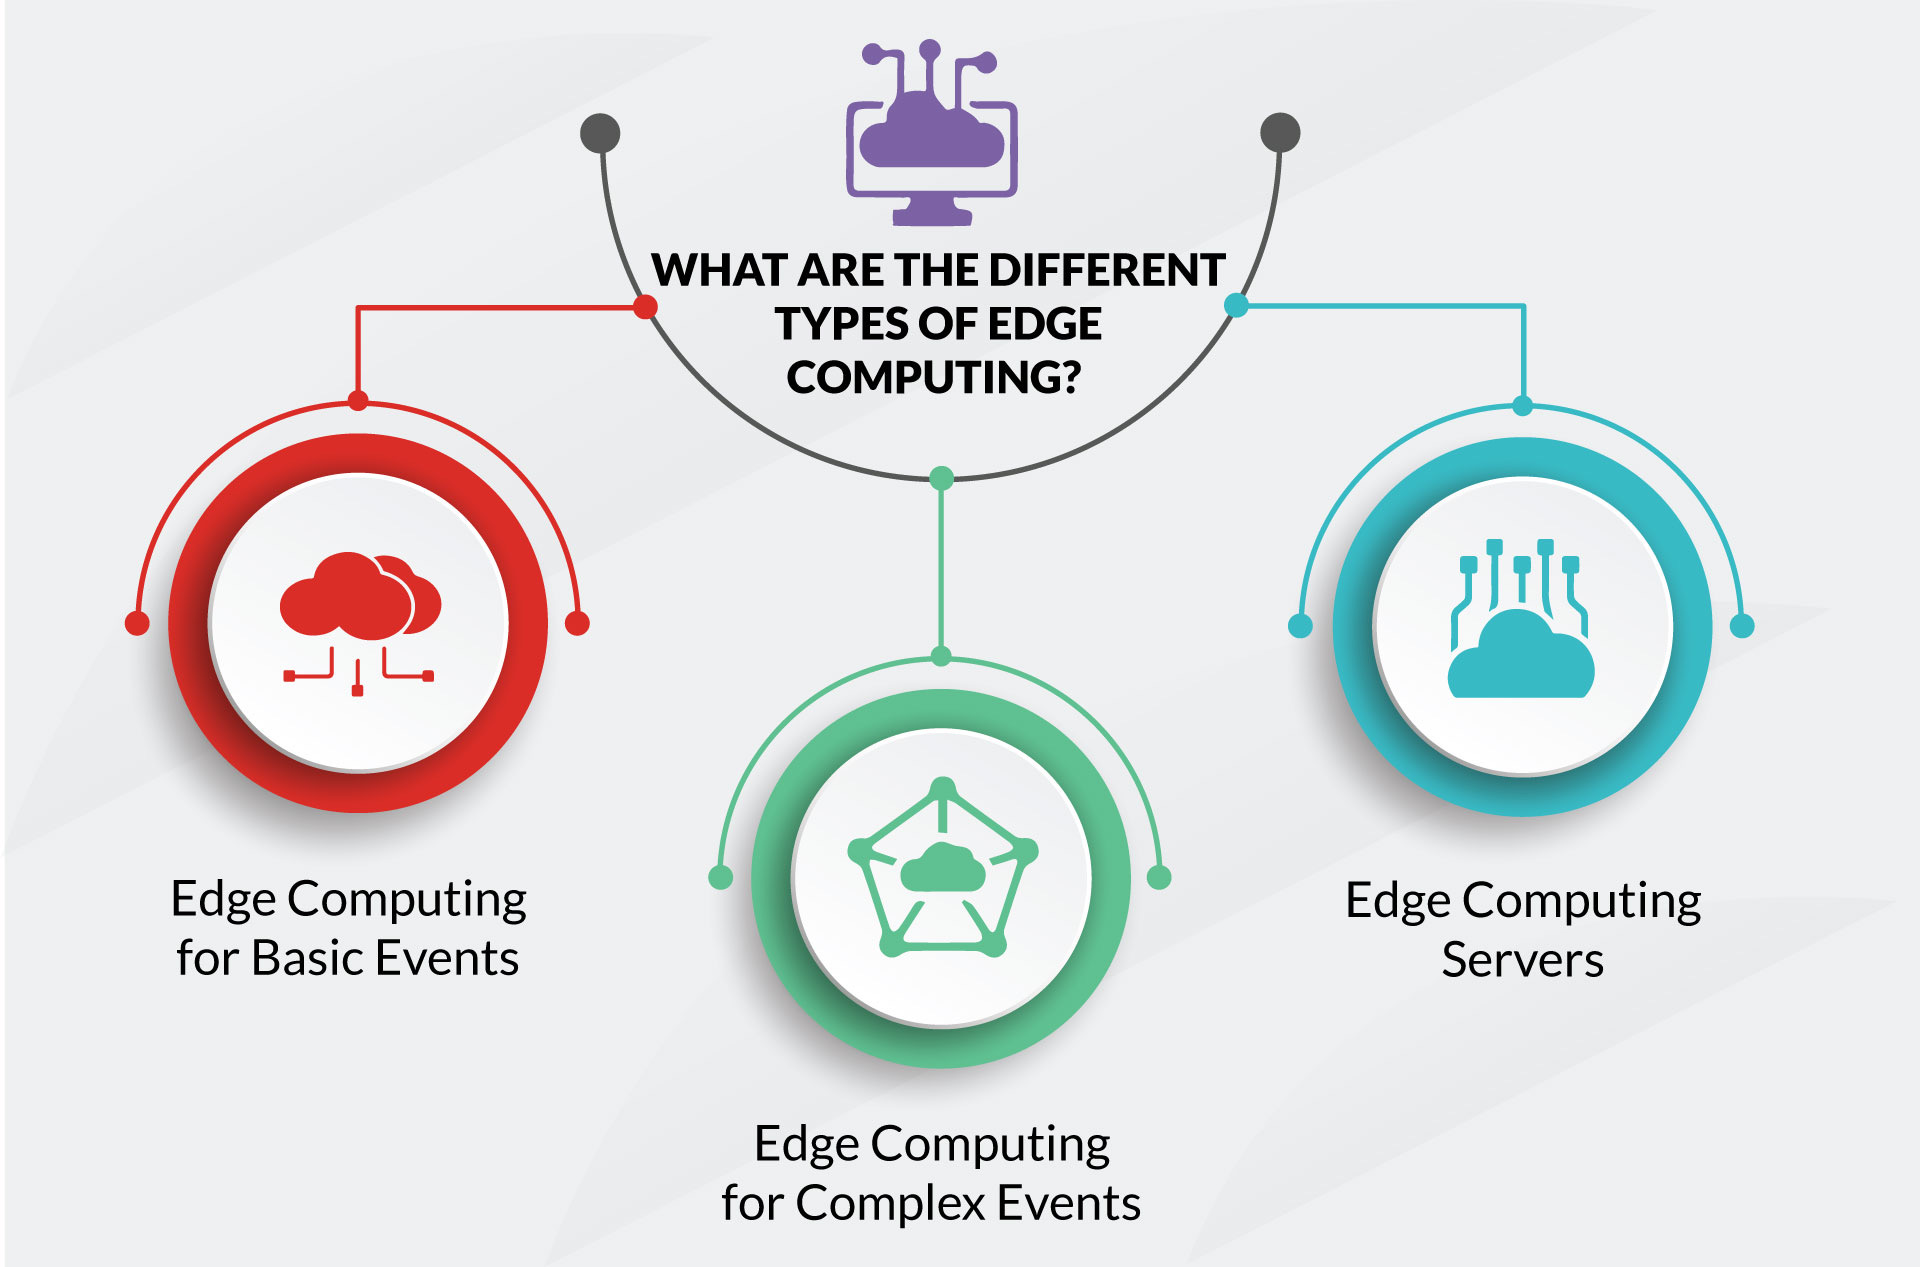 WHAT ARE THE DIFFERENT
TYPES OF EDGE
COMPUTING?
Edge Computing
for Basic Events
Edge Computing
for Complex Events
Edge Computing
Servers